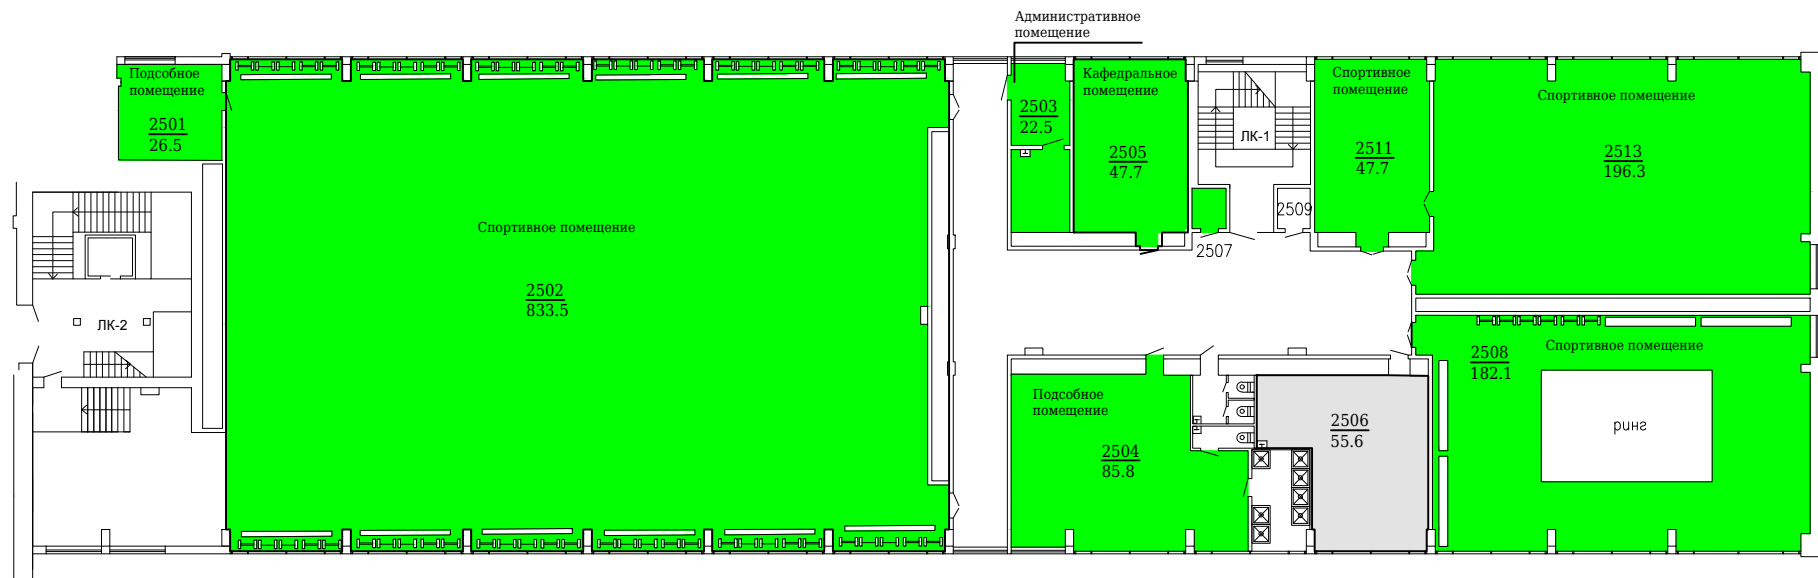 Административное
помещение
Подсобное
помещение
2501
26.5
Спортивное помещение
2502
833.5
2503
22.5
Кафедральное
помещение
2505
47.7
ЛК-1
2507
2509
Спортивное
помещение
2511
47.7
Спортивное помещение
2513
196.3
ЛК-2
Подсобное
помещение
2504
85.8
2506
55.6
2508
182.1
Спортивное помещение
ринг